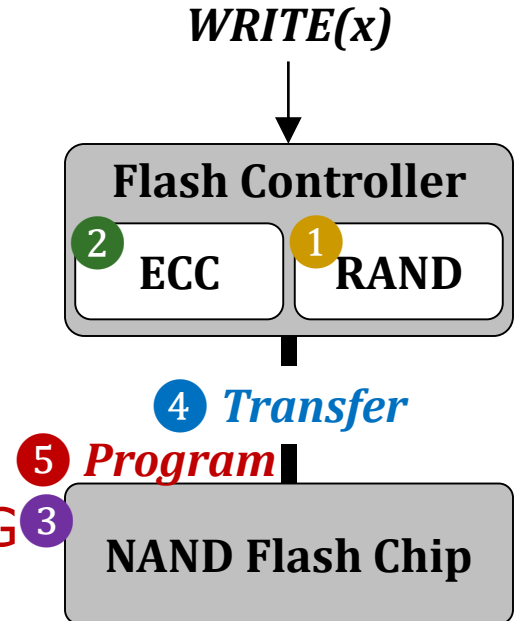 WRITE(x)
Flash Controller
2 ECC 1 RAND
4 Transfer
5 Program
G 3
NAND Flash Chip